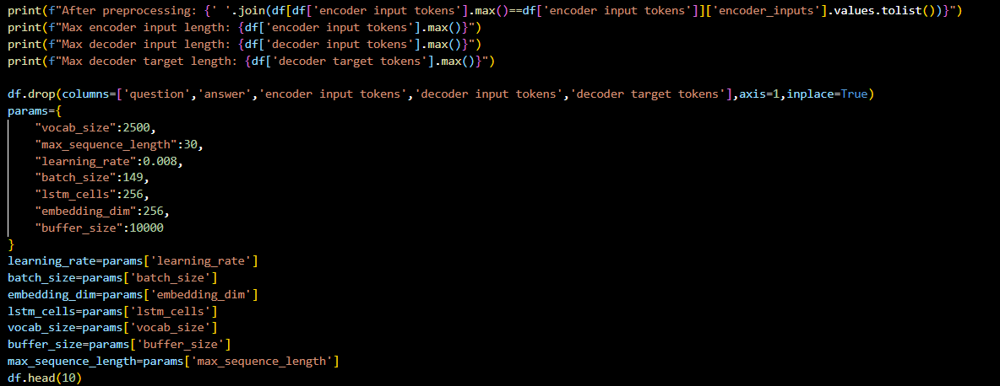 print(f"After preprocessing: {' '.join(df[df['encoder input tokens'].max()==df['encoder input tokens']]['encoder_inputs'].values.tolist())}")
print(f"Max encoder input length: {df['encoder input tokens'].max()}")
print(f"Max decoder input length: {df['decoder input tokens'].max()}")
print(f"Max decoder target length: {df['decoder target tokens'].max()}")

df.drop(columns=['question','answer','encoder input tokens','decoder input tokens','decoder target tokens'],axis=1,inplace=True)
params={
    "vocab_size":2500,
    "max_sequence_length":30,
    "learning_rate":0.008,
    "batch_size":149,
    "lstm_cells":256,
    "embedding_dim":256,
    "buffer_size":10000
}
learning_rate=params['learning_rate']
batch_size=params['batch_size']
embedding_dim=params['embedding_dim']
lstm_cells=params['lstm_cells']
vocab_size=params['vocab_size']
buffer_size=params['buffer_size']
max_sequence_length=params['max_sequence_length']
df.head(10)